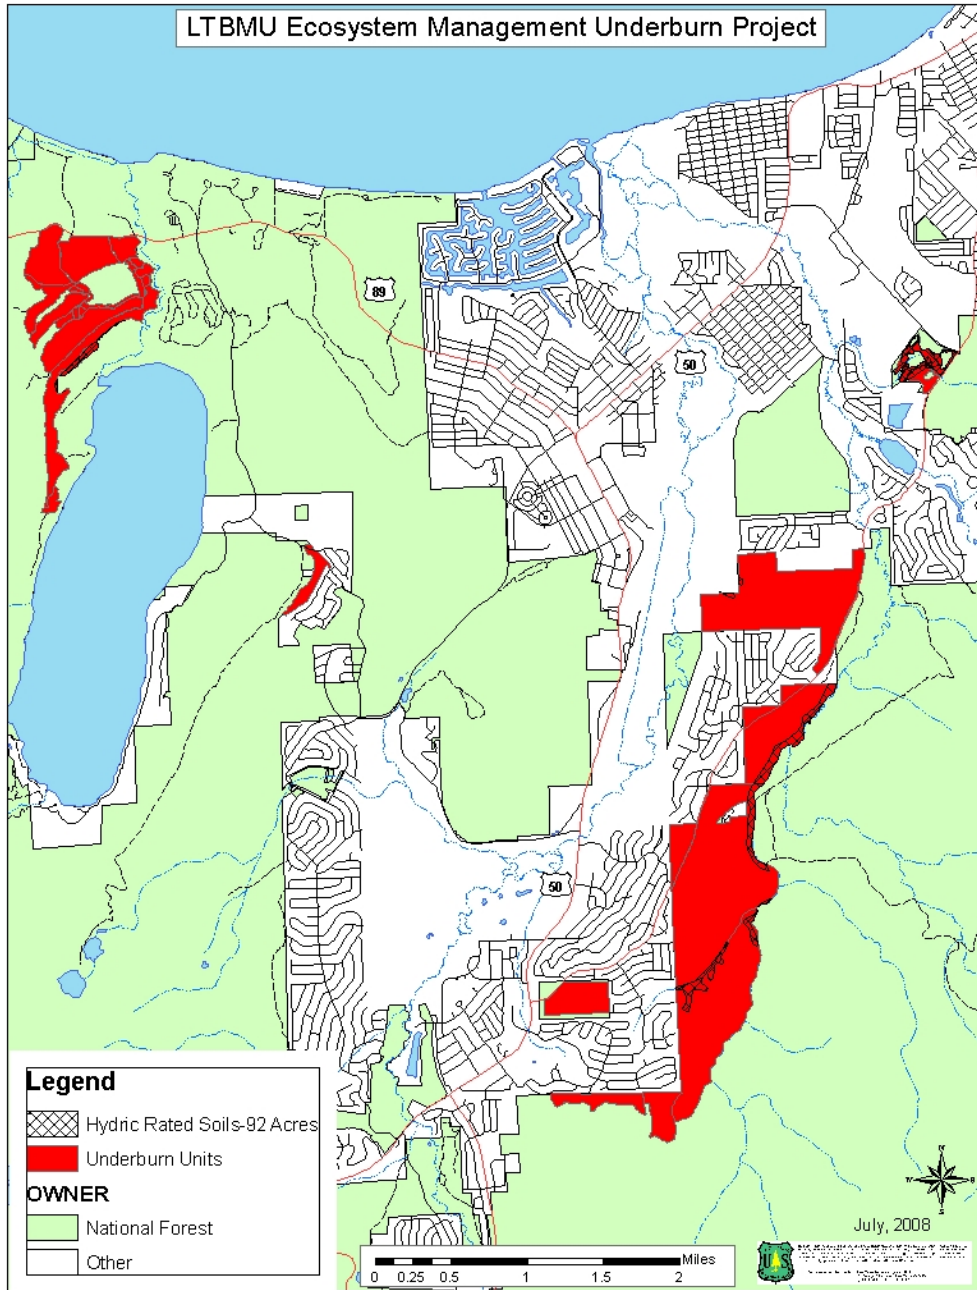 LTBMU Ecosystem Management Underburn Project
89
50
50
Legend
Hydric Rated Soils-92 Acres
Underburn Units
OWNER
National Forest
Other
N
W
E
S
July, 2008
Miles
0 0.25 0.5 1 1.5 2
U S